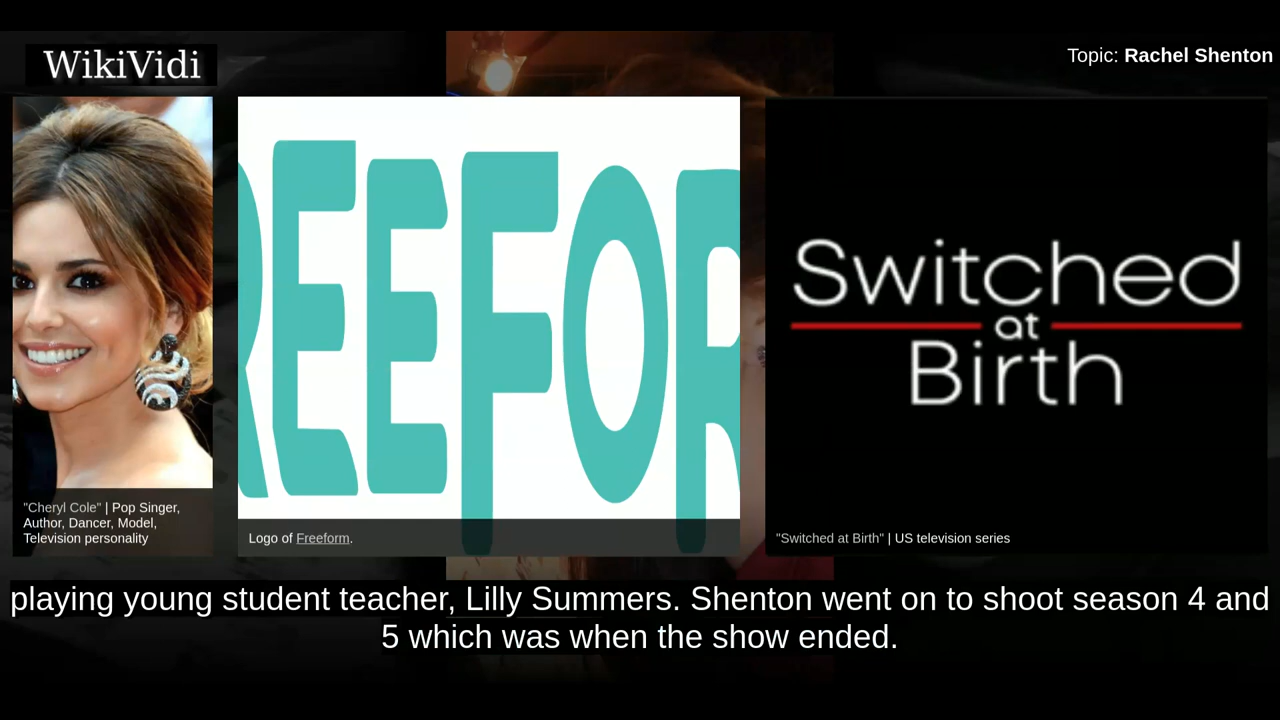 WikiVidi
Topic: Rachel Shenton
REEFOR
Switched
at
Birth
"Cheryl Cole" | Pop Singer,
Author, Dancer, Model,
Television personality
Logo of Freeform.
"Switched at Birth" | US television series
playing young student teacher, Lilly Summers. Shenton went on to shoot season 4 and
5 which was when the show ended.